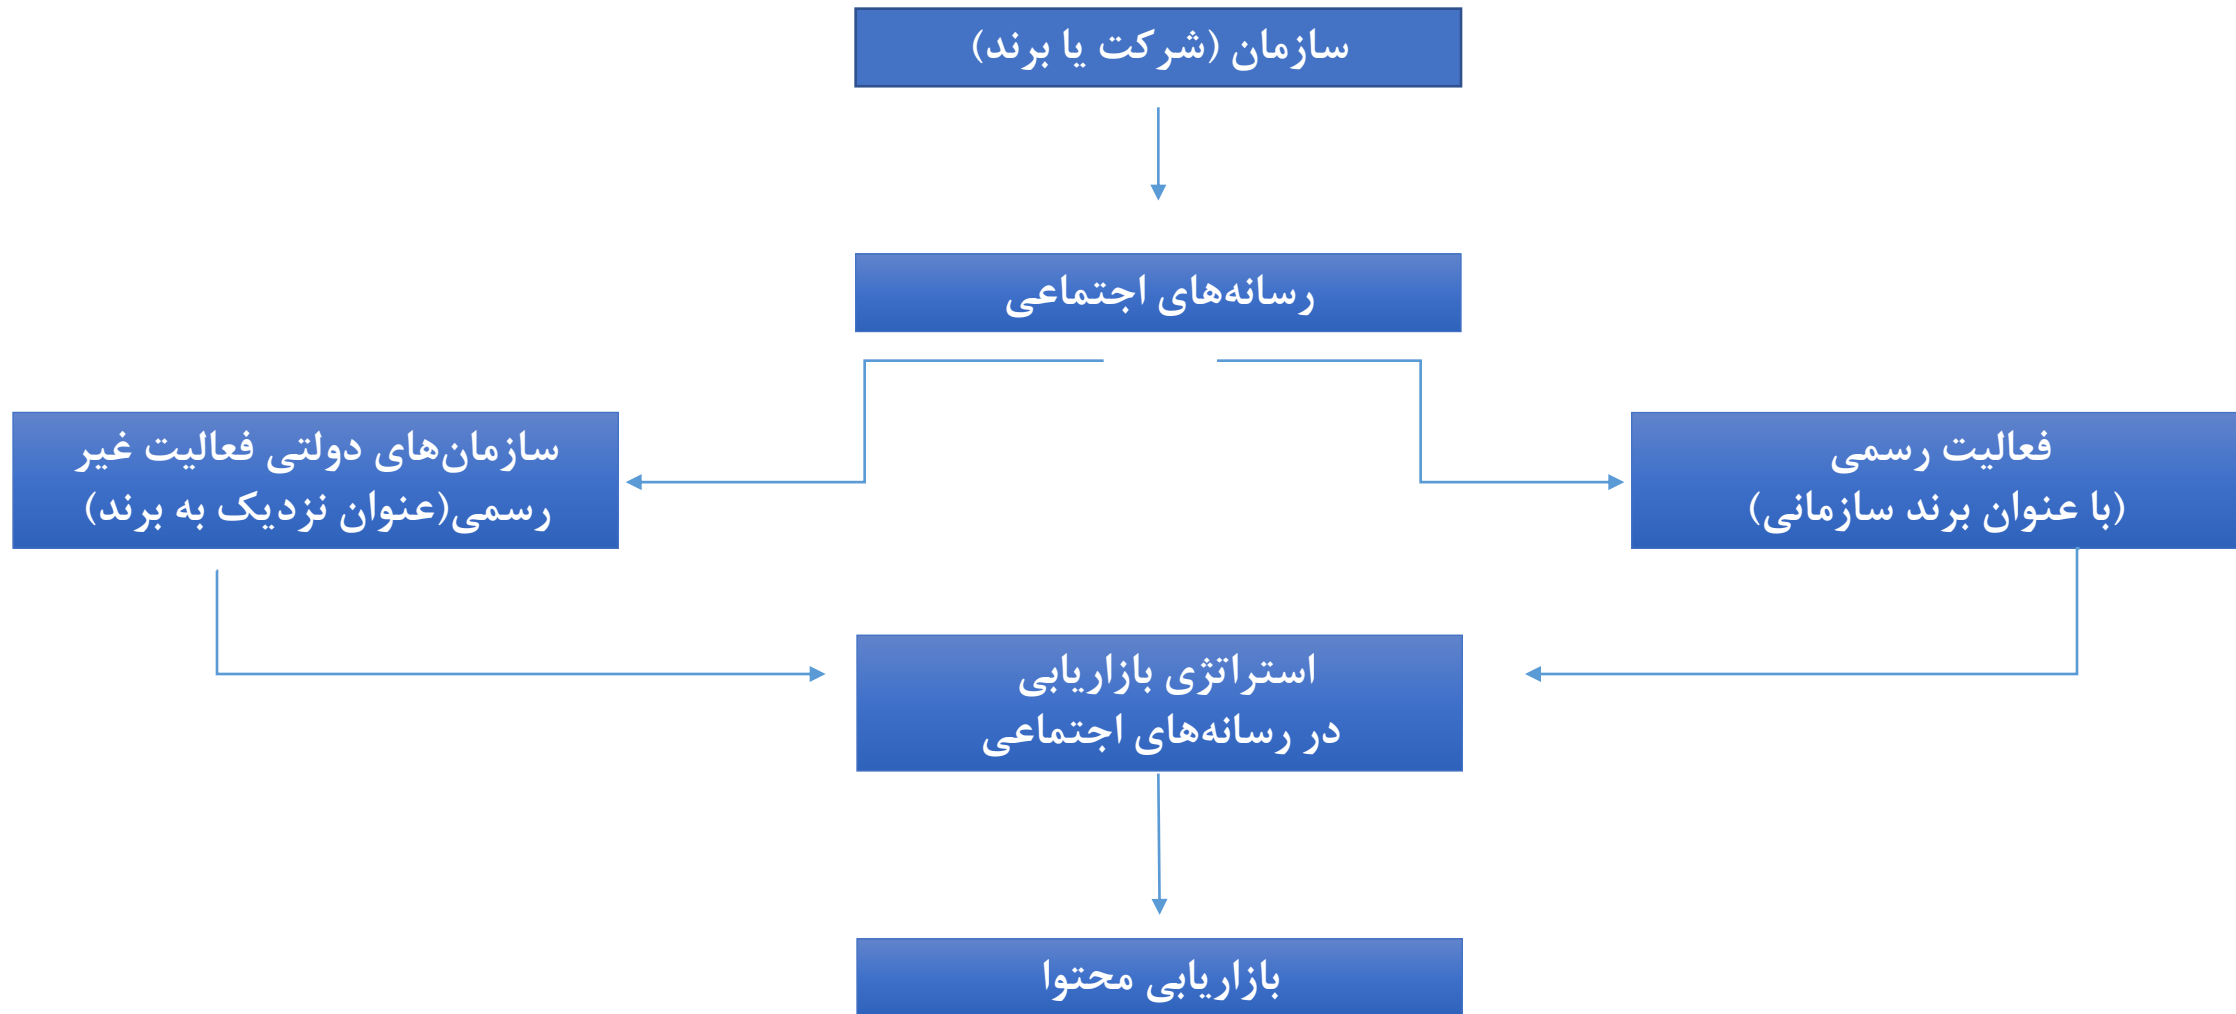 سازمان (شرکت یا برند)
رسانه‌های اجتماعی
فعالیت رسمی
(با عنوان برند سازمانی)
سازمان‌های دولتی فعالیت غیر
رسمی(عنوان نزدیک به برند)
استراتژی بازاریابی
در رسانه‌های اجتماعی
بازاریابی محتوا